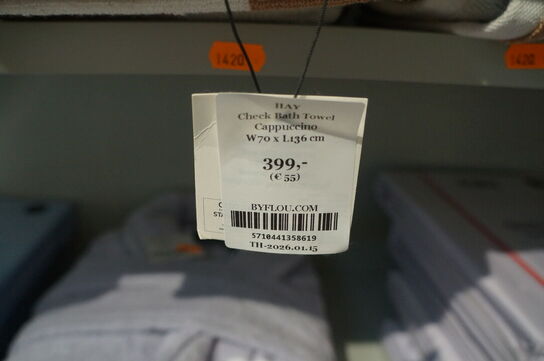 1420
1420
HAY
Check Bath Towel
Cappuccino
W70 x L136 cm
399,-
(€ 55)
BYFLOU.COM
5710441358619
TH-2026.01.15